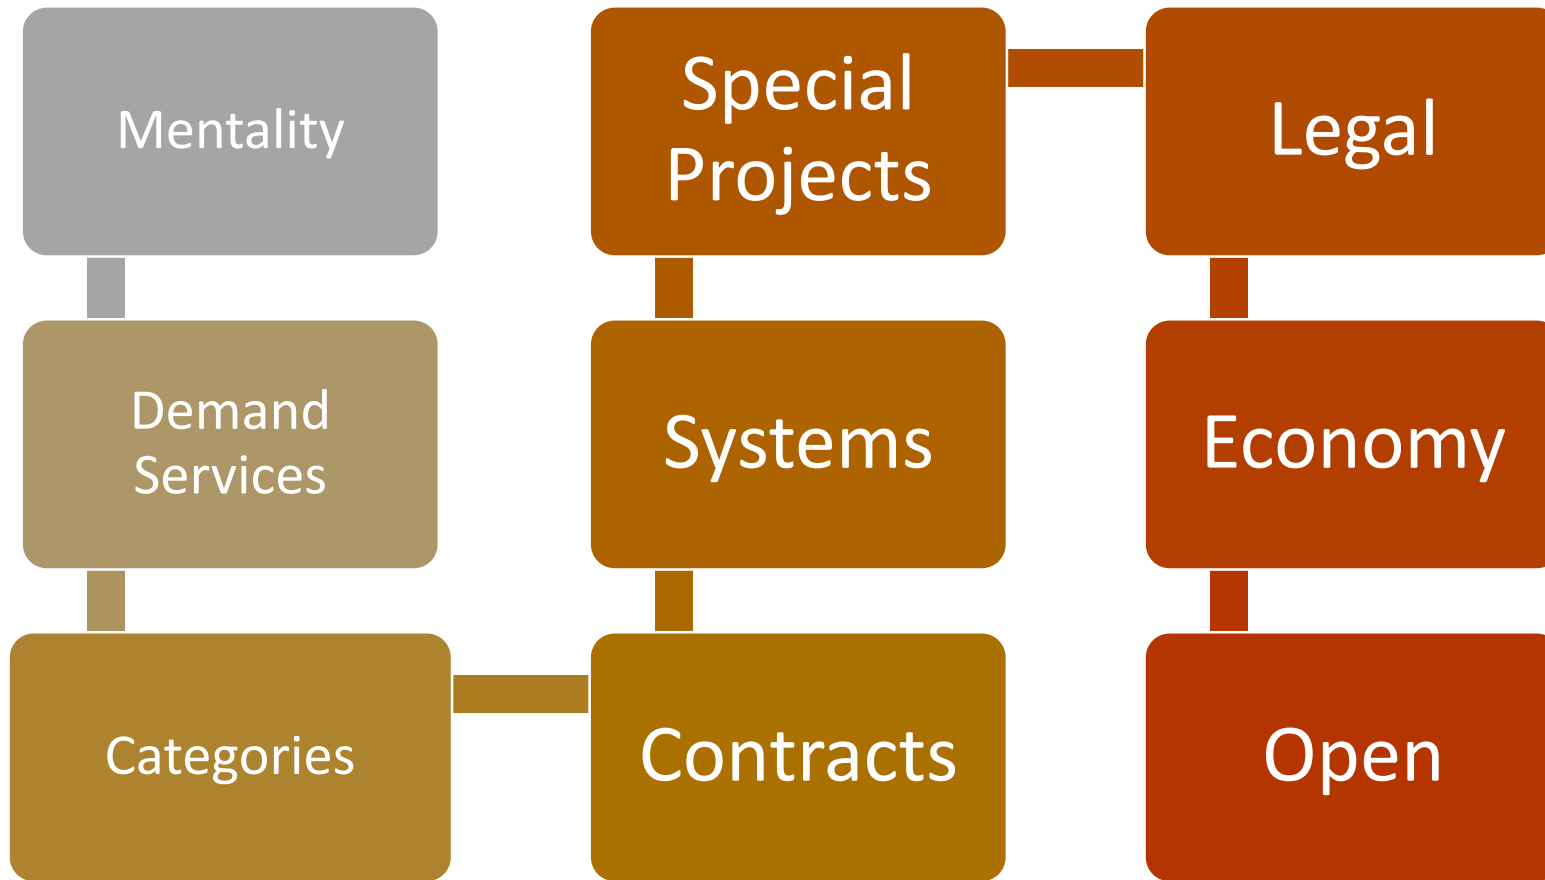 Mentality
Demand
Services
Categories
Contracts
Systems
Special
Projects
Legal
Economy
Open